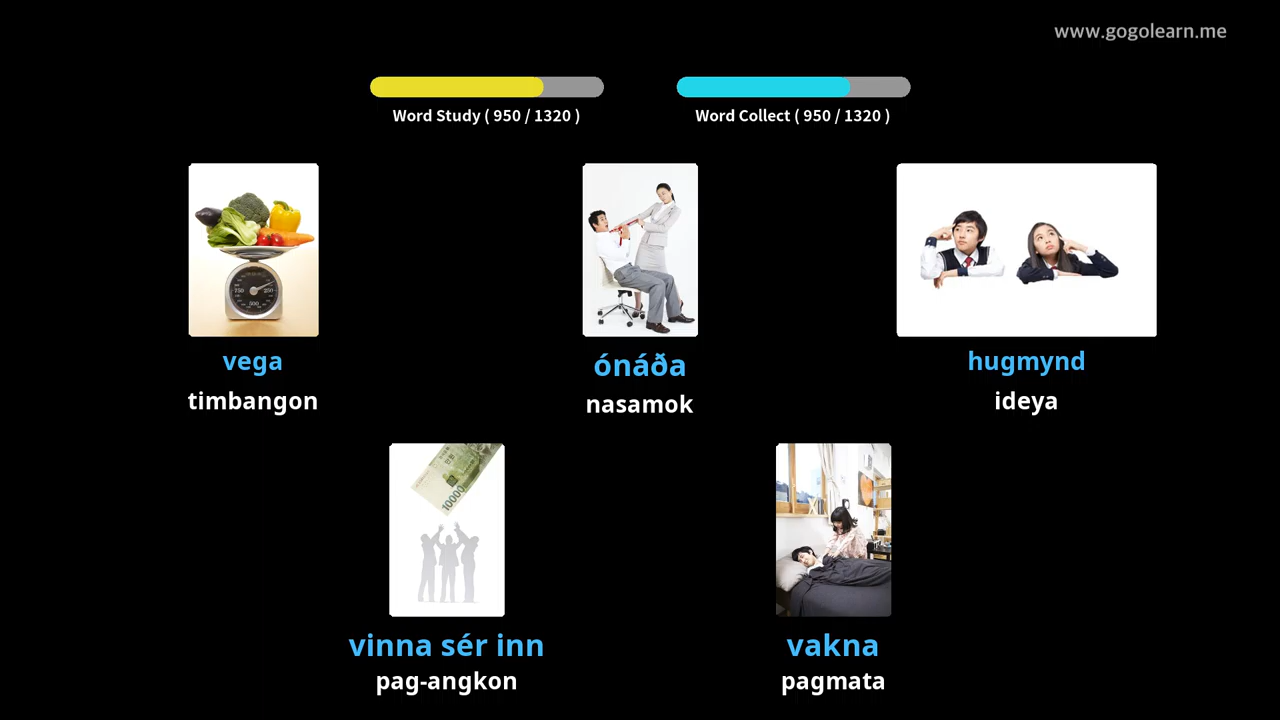 www.gogolearn.me
Word Study ( 950 / 1320 )
Word Collect ( 950 / 1320 )
vega
timbangon
ónáða
nasamok
hugmynd
ideya
10000
vinna sér inn
pag-angkon
vakna
pagmata